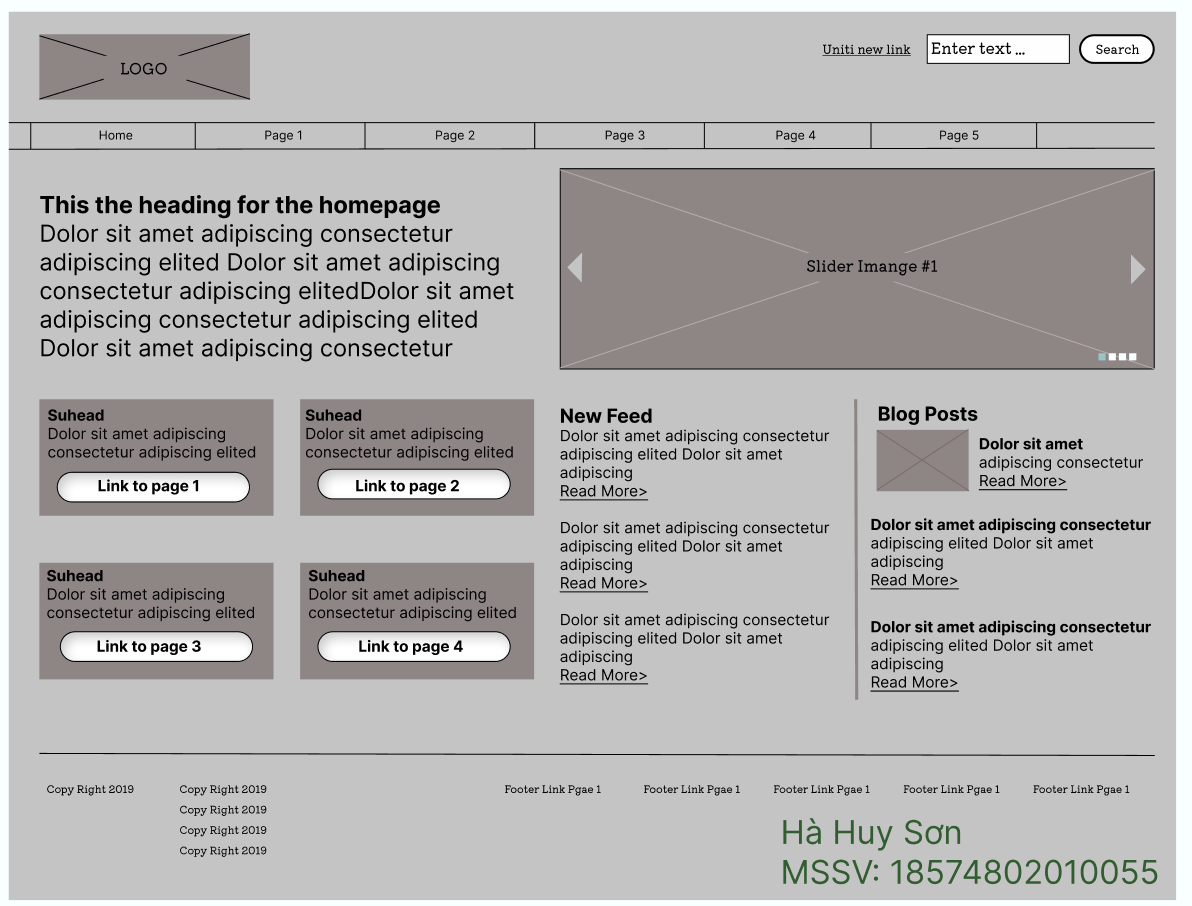 LOGO
Uniti new link
Enter text ...
Search
Home
Page 1
Page 2
Page 3
Page 4
Page 5
This the heading for the homepage
Dolor sit amet adipiscing consectetur
adipiscing elited Dolor sit amet adipiscing
consectetur adipiscing elitedDolor sit amet
adipiscing consectetur adipiscing elited
Dolor sit amet adipiscing consectetur
Slider Imange #1
Suhead
Dolor sit amet adipiscing
consectetur adipiscing elited
Link to page 1
Suhead
Dolor sit amet adipiscing
consectetur adipiscing elited
Link to page 2
Suhead
Dolor sit amet adipiscing
consectetur adipiscing elited
Link to page 3
Suhead
Dolor sit amet adipiscing
consectetur adipiscing elited
Link to page 4
New Feed
Dolor sit amet adipiscing consectetur
adipiscing elited Dolor sit amet
adipiscing
Read More>
Dolor sit amet adipiscing consectetur
adipiscing elited Dolor sit amet
adipiscing
Read More>
Dolor sit amet adipiscing consectetur
adipiscing elited Dolor sit amet
adipiscing
Read More>
Blog Posts
Dolor sit amet
adipiscing consectetur
Read More>
Dolor sit amet adipiscing consectetur
adipiscing elited Dolor sit amet
adipiscing
Read More>
Dolor sit amet adipiscing consectetur
adipiscing elited Dolor sit amet
adipiscing
Read More>
Copy Right 2019
Copy Right 2019
Copy Right 2019
Copy Right 2019
Copy Right 2019
Footer Link Pgae 1
Footer Link Pgae 1
Footer Link Pgae 1
Footer Link Pgae 1
Footer Link Pgae 1
Hà Huy Sơn
MSSV: 18574802010055